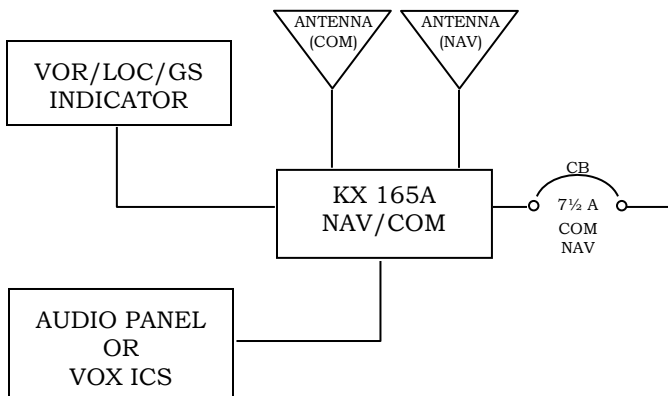 ANTENNA
(COM)
ANTENNA
(NAV)
VOR/LOC/GS
INDICATOR
KX 165A
NAV/COM
CB
7½ A
COM
NAV
AUDIO PANEL
OR
VOX ICS